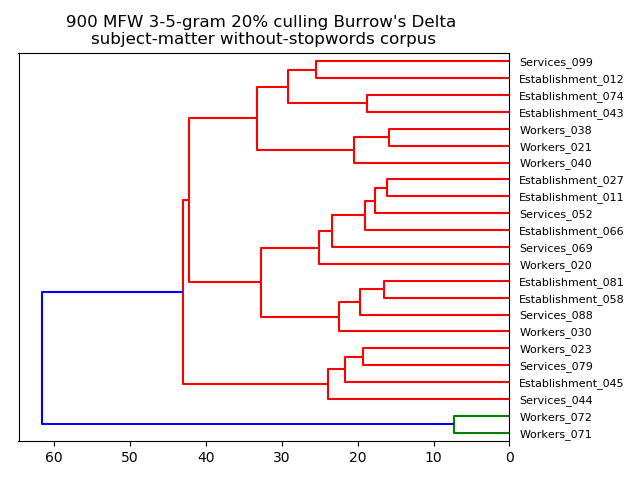 900 MFW 3-5-gram 20% culling Burrow's Delta
subject-matter without-stopwords corpus
Services_099
Establishment_012
Establishment_074
Establishment_043
Workers_038
Workers_021
Workers_040
Establishment_027
Establishment_011
Services_052
Establishment_066
Services_069
Workers_020
Establishment_081
Establishment_058
Services_088
Workers_030
Workers_023
Services_079
Establishment_045
Services_044
Workers_072
Workers_071
60 50 40 30 20 10 0